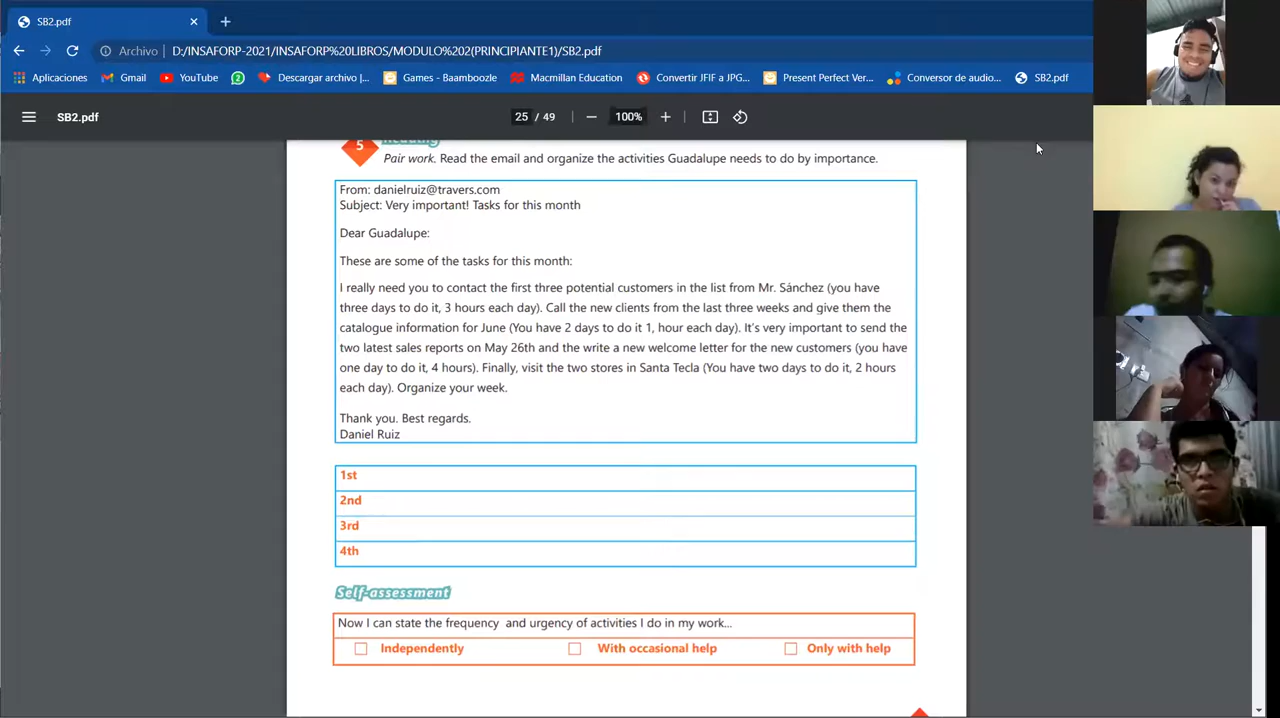 SB2.pdf
Archivo D:/INSAFORP-2021/INSAFORP%20LIBROS/MODULO%202(PRINCIPIANTE1)/SB2.pdf
Aplicaciones Gmail YouTube 2 Descargar archivo |... Games - Baamboozle Macmillan Education Convertir JFIF a JPG... Present Perfect Ver... Conversor de audio... SB2.pdf
SB2.pdf 25 / 49 100%
5
Pair work. Read the email and organize the activities Guadalupe needs to do by importance.
From: danielruiz@travers.com
Subject: Very important! Tasks for this month
Dear Guadalupe:
These are some of the tasks for this month:
I really need you to contact the first three potential customers in the list from Mr. Sánchez (you have
three days to do it, 3 hours each day). Call the new clients from the last three weeks and give them the
catalogue information for June (You have 2 days to do it 1, hour each day). It's very important to send the
two latest sales reports on May 26th and the write a new welcome letter for the new customers (you have
one day to do it, 4 hours). Finally, visit the two stores in Santa Tecla (You have two days to do it, 2 hours
each day). Organize your week.
Thank you. Best regards.
Daniel Ruiz
1st
2nd
3rd
4th
Self-assessment
Now I can state the frequency and urgency of activities I do in my work...
Independently With occasional help Only with help